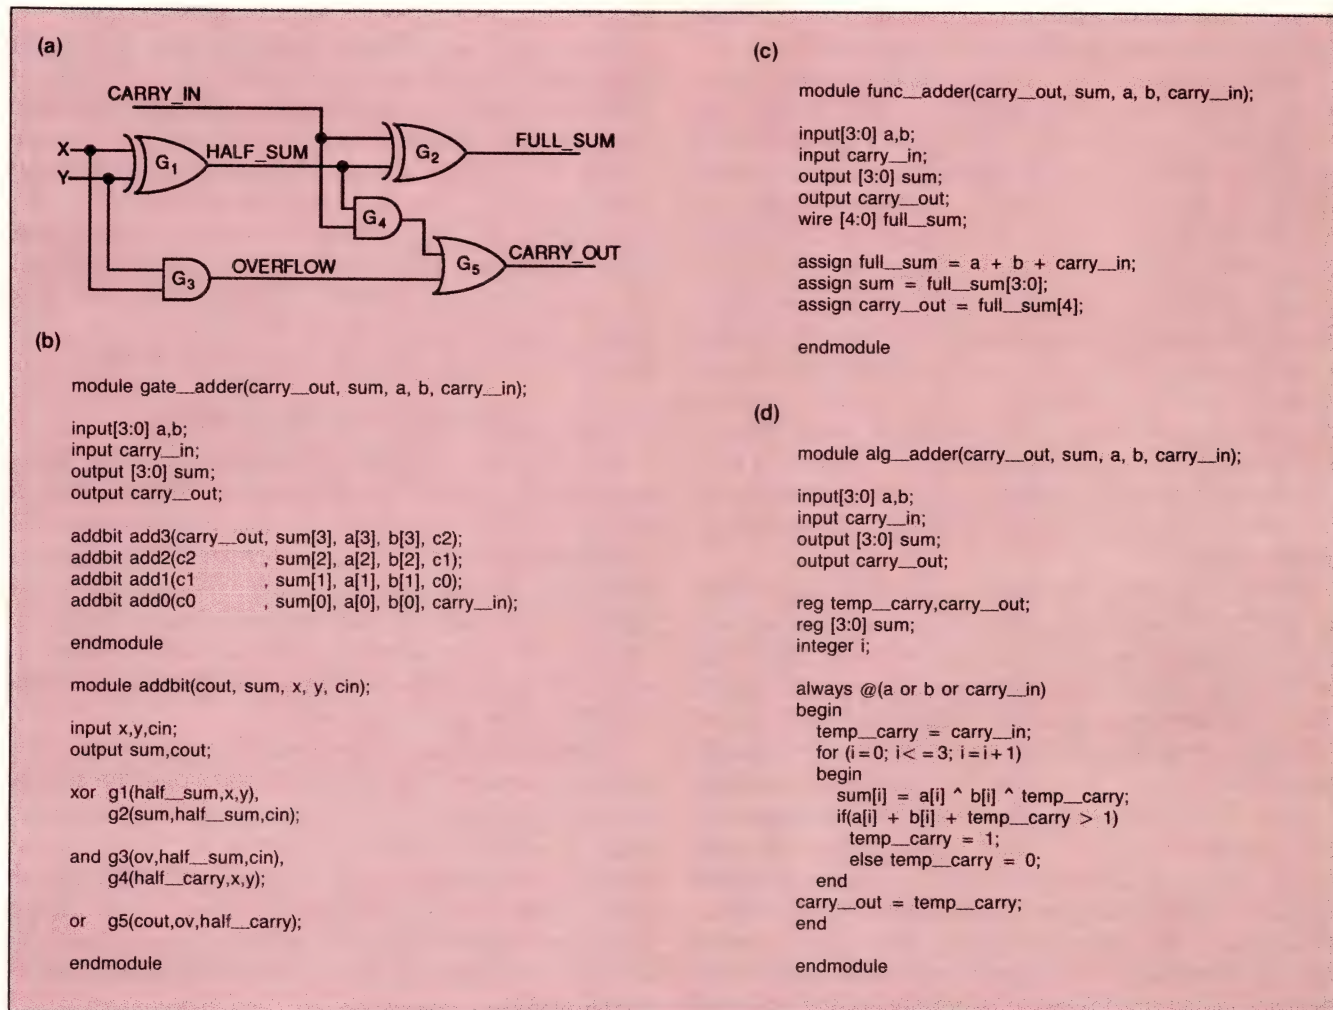 (a)
CARRY_IN
X
Y
G1
HALF_SUM
G2
FULL_SUM
G4
G3
OVERFLOW
G5
CARRY_OUT
(b)
module gate__adder(carry__out, sum, a, b, carry__in);
input[3:0] a,b;
input carry__in;
output [3:0] sum;
output carry__out;
addbit add3(carry__out, sum[3], a[3], b[3], c2);
addbit add2(c2 , sum[2], a[2], b[2], c1);
addbit add1(c1 , sum[1], a[1], b[1], c0);
addbit add0(c0 , sum[0], a[0], b[0], carry__in);
endmodule
module addbit(cout, sum, x, y, cin);
input x,y,cin;
output sum,cout;
xor g1(half__sum,x,y),
g2(sum,half__sum,cin);
and g3(ov,half__sum,cin),
g4(half__carry,x,y);
or g5(cout,ov,half__carry);
endmodule
(c)
module func__adder(carry__out, sum, a, b, carry__in);
input[3:0] a,b;
input carry__in;
output [3:0] sum;
output carry__out;
wire [4:0] full__sum;
assign full__sum = a + b + carry__in;
assign sum = full__sum[3:0];
assign carry__out = full__sum[4];
endmodule
(d)
module alg__adder(carry__out, sum, a, b, carry__in);
input[3:0] a,b;
input carry__in;
output [3:0] sum;
output carry__out;
reg temp__carry,carry__out;
reg [3:0] sum;
integer i;
always @(a or b or carry__in)
begin
temp__carry = carry__in;
for (i=0; i< =3; i=i+1)
begin
sum[i] = a[i] ^ b[i] ^ temp__carry;
if(a[i] + b[i] + temp__carry > 1)
temp__carry = 1;
else temp__carry = 0;
end
carry__out = temp__carry;
end
endmodule